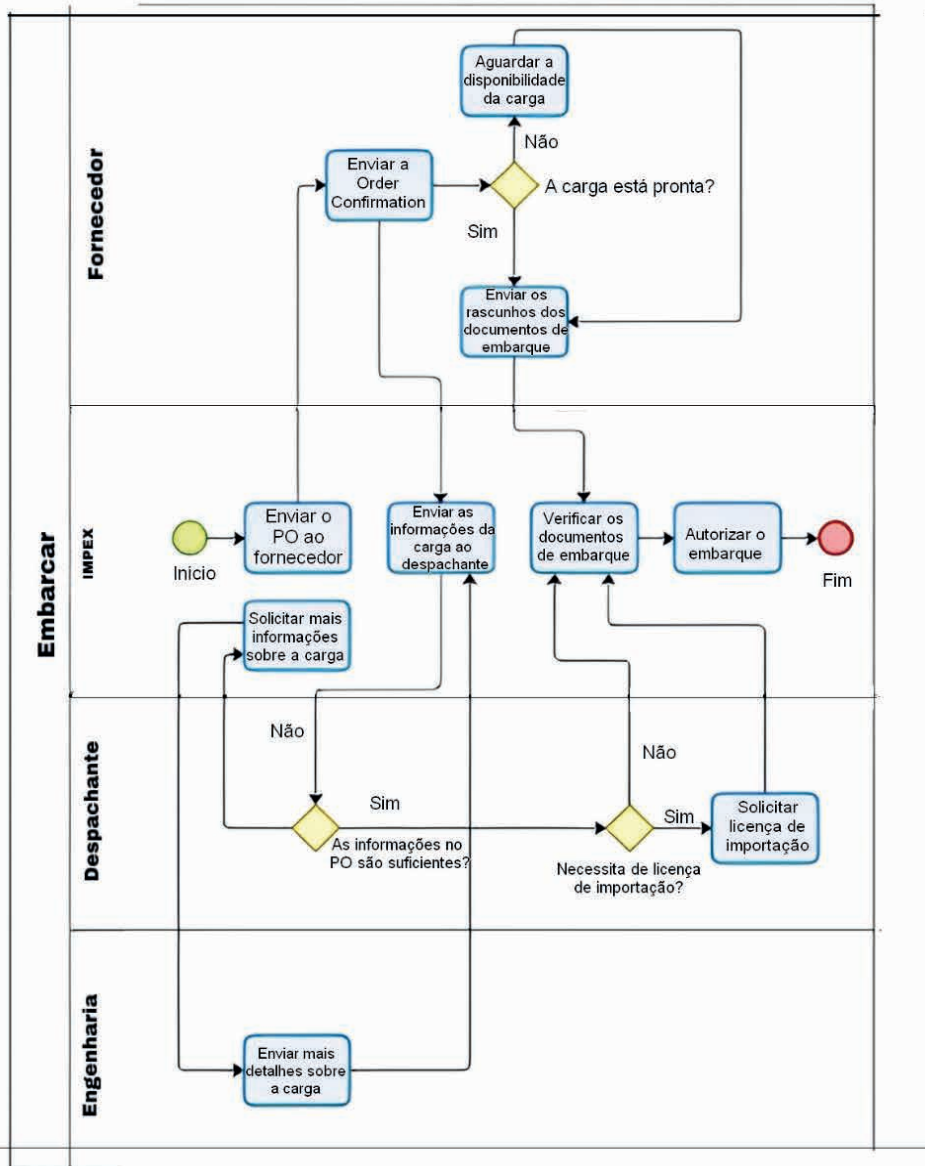 Embarcar
Fornecedor
Aguardar a
disponibilidade
da carga
Não
Enviar a
Order
Confirmation
A carga está pronta?
Sim
Enviar os
rascunhos dos
documentos de
embarque
IMPEX
Inicio
Enviar o
PO ao
fornecedor
Enviar as
informações da
carga ao
despachante
Verificar os
documentos
de embarque
Autorizar o
embarque
Fim
Solicitar mais
informações
sobre a carga
Despachante
Não
Sim
As informações no
PO são suficientes?
Não
Sim
Necessita de licença
de importação?
Solicitar
licença de
importação
Engenharia
Enviar mais
detalhes sobre
a carga